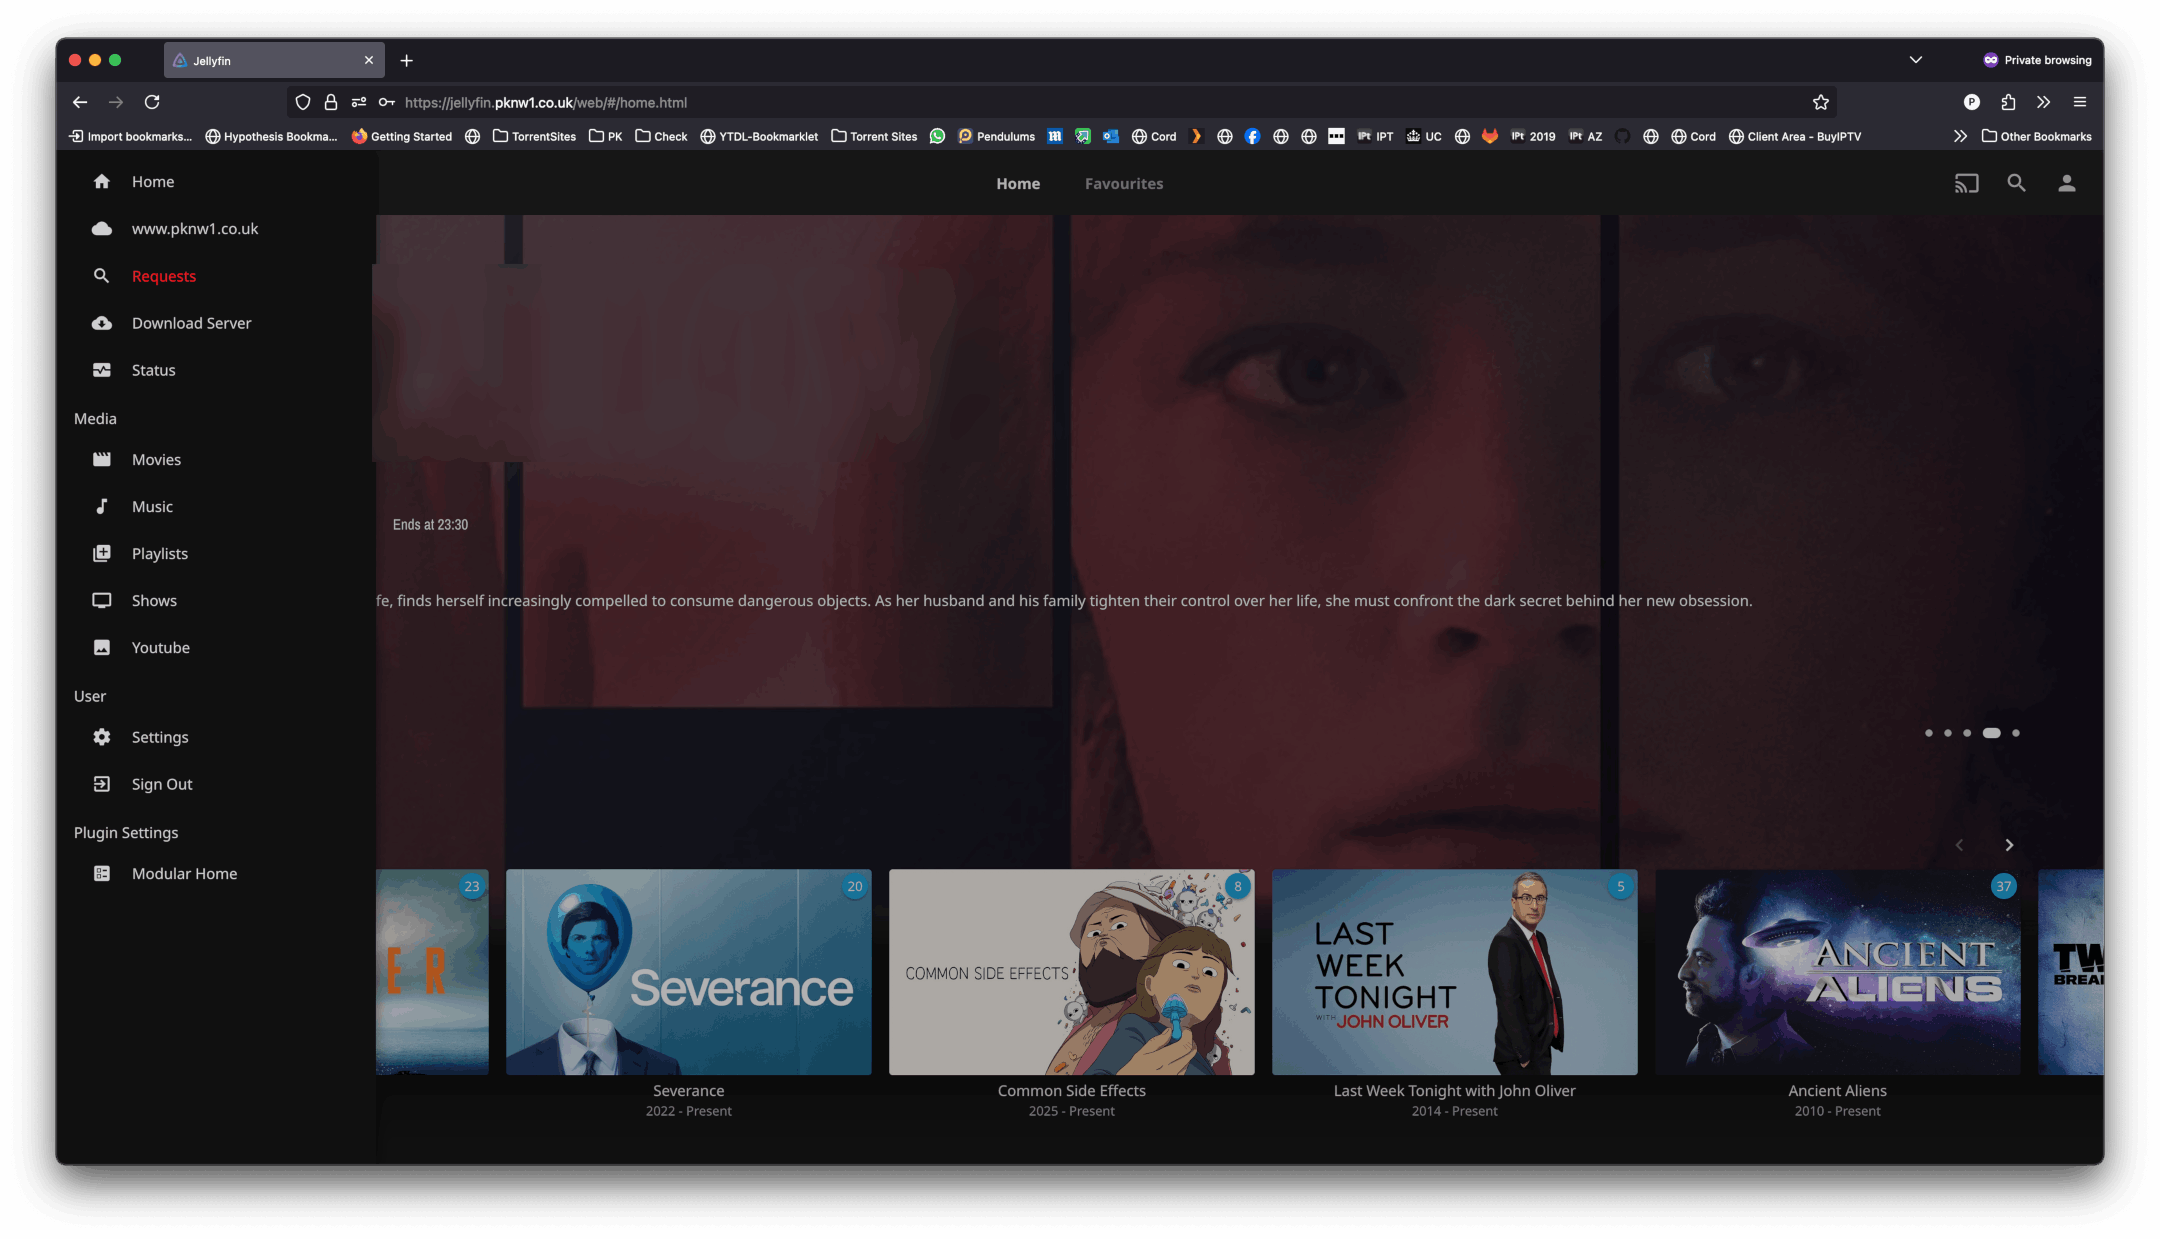 Jellyfin
Private browsing
https://jellyfin.pknw1.co.uk/web/#/home.html
P
Import bookmarks... Hypothesis Bookma... Getting Started TorrentSites PK Check YTDL-Bookmarklet Torrent Sites Pendulums m Cord IPt IPT UC IPt 2019 IPt AZ Cord Client Area - BuyIPTV Other Bookmarks
Home Favourites
Home
www.pknw1.co.uk
Requests
Download Server
Status
Media
Movies
Music
Playlists
Shows
Youtube
User
Settings
Sign Out
Plugin Settings
Modular Home
Ends at 23:30
fe, finds herself increasingly compelled to consume dangerous objects. As her husband and his family tighten their control over her life, she must confront the dark secret behind her new obsession.
23 20 8 5 37
ER
Severance
COMMON SIDE EFFECTS
LAST
WEEK
TONIGHT
WITH JOHN OLIVER
ANCIENT
ALIENS
TW
BREA
Severance
2022 - Present
Common Side Effects
2025 - Present
Last Week Tonight with John Oliver
2014 - Present
Ancient Aliens
2010 - Present